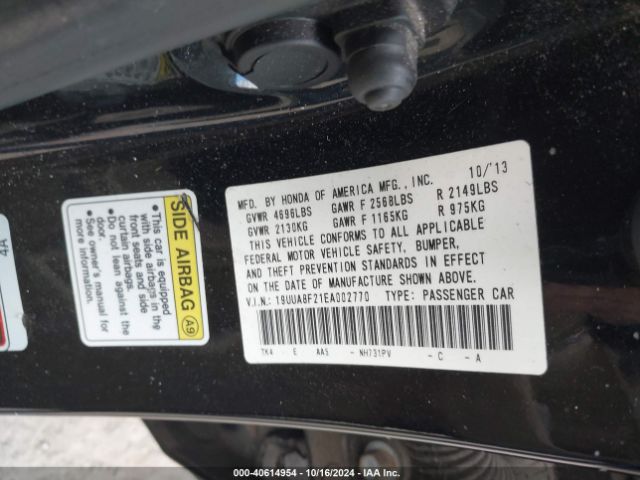 MFD. BY HONDA OF AMERICA MFG., INC. 10/'13
GVWR 4696LBS GAWR F 2568LBS R 2149LBS
GVWR 2130KG GAWR F 1165KG R 975KG
THIS VEHICLE CONFORMS TO ALL APPLICABLE
FEDERAL MOTOR VEHICLE SAFETY, BUMPER,
AND THEFT PREVENTION STANDARDS IN EFFECT
ON THE DATE OF MANUFACTURE SHOWN ABOVE.
V.I.N.: 19UUA8F21EA002770 TYPE: PASSENGER CAR
TK4 E AA5 - NH731PV - C - A
SIDE AIRBAG A9
•This car is equipped
with side airbags in the
front seats and side
curtain airbags.
•Do not lean against the
door.
•See owner's manual for
more information.
4A
000-40614954 | 10/16/2024 | IAA Inc.